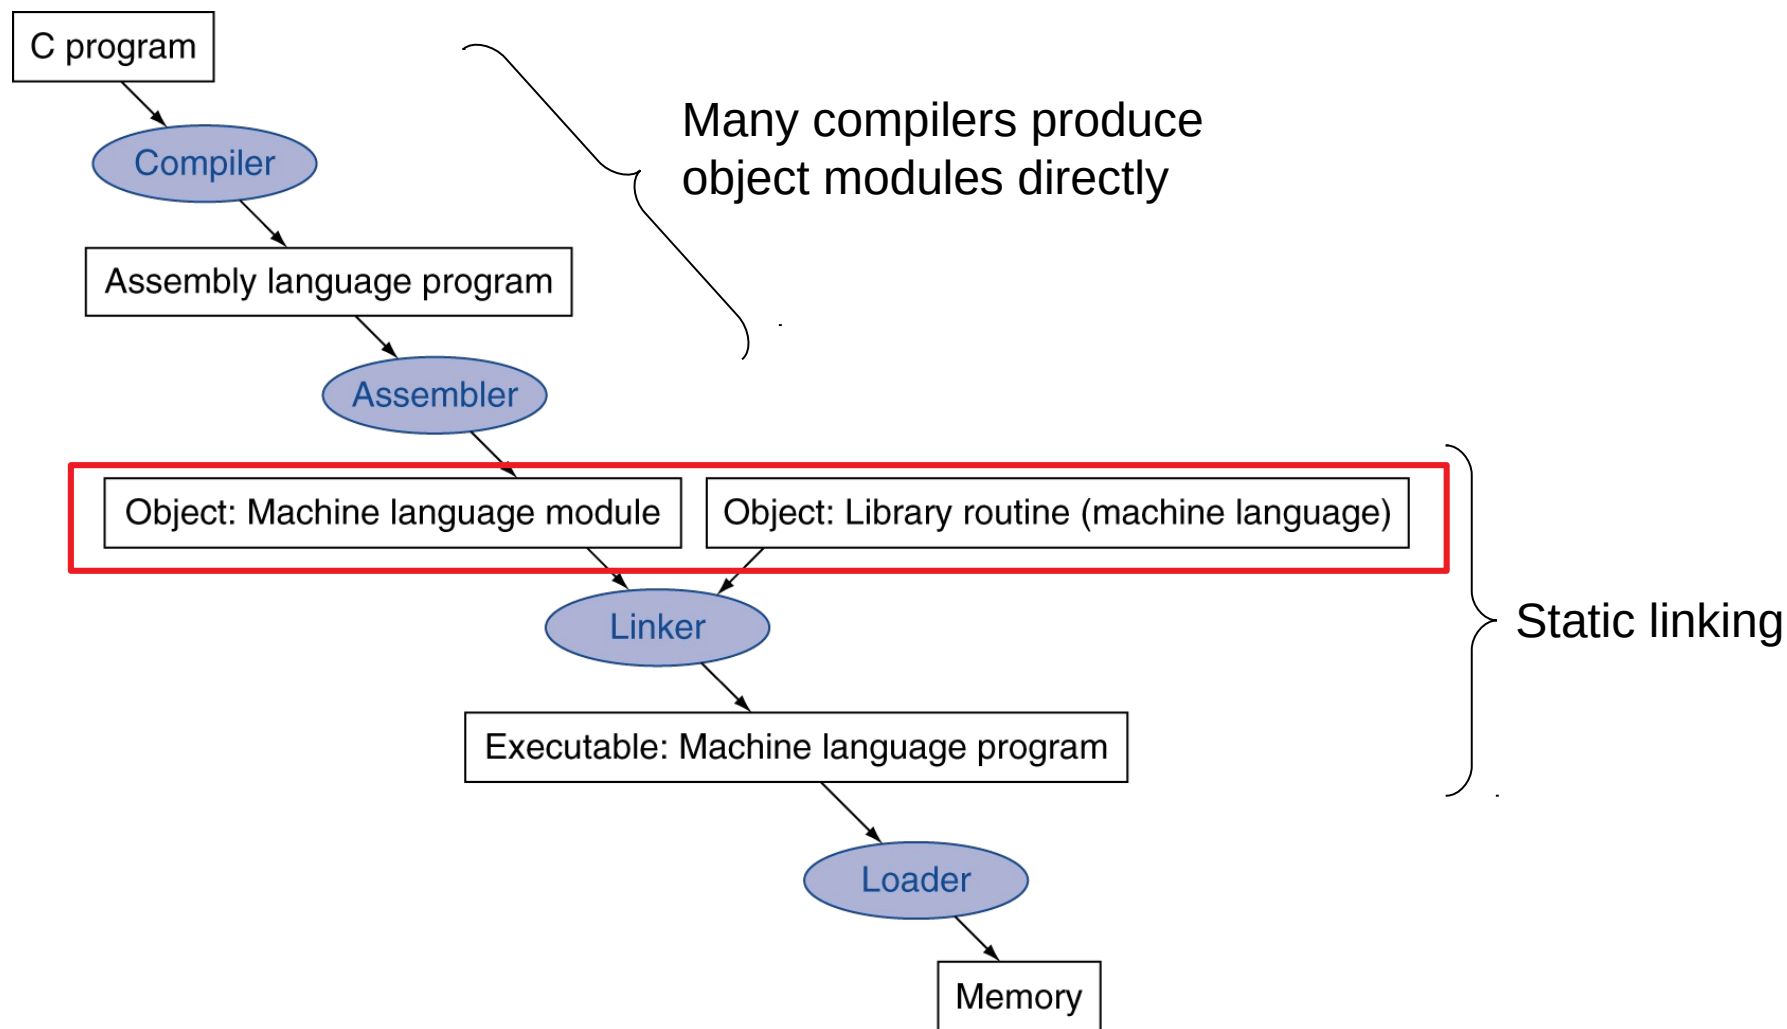 C program
Many compilers produce
object modules directly
Compiler
Assembly language program
Assembler
Object: Machine language module
Object: Library routine (machine language)
Linker
Static linking
Executable: Machine language program
Loader
Memory